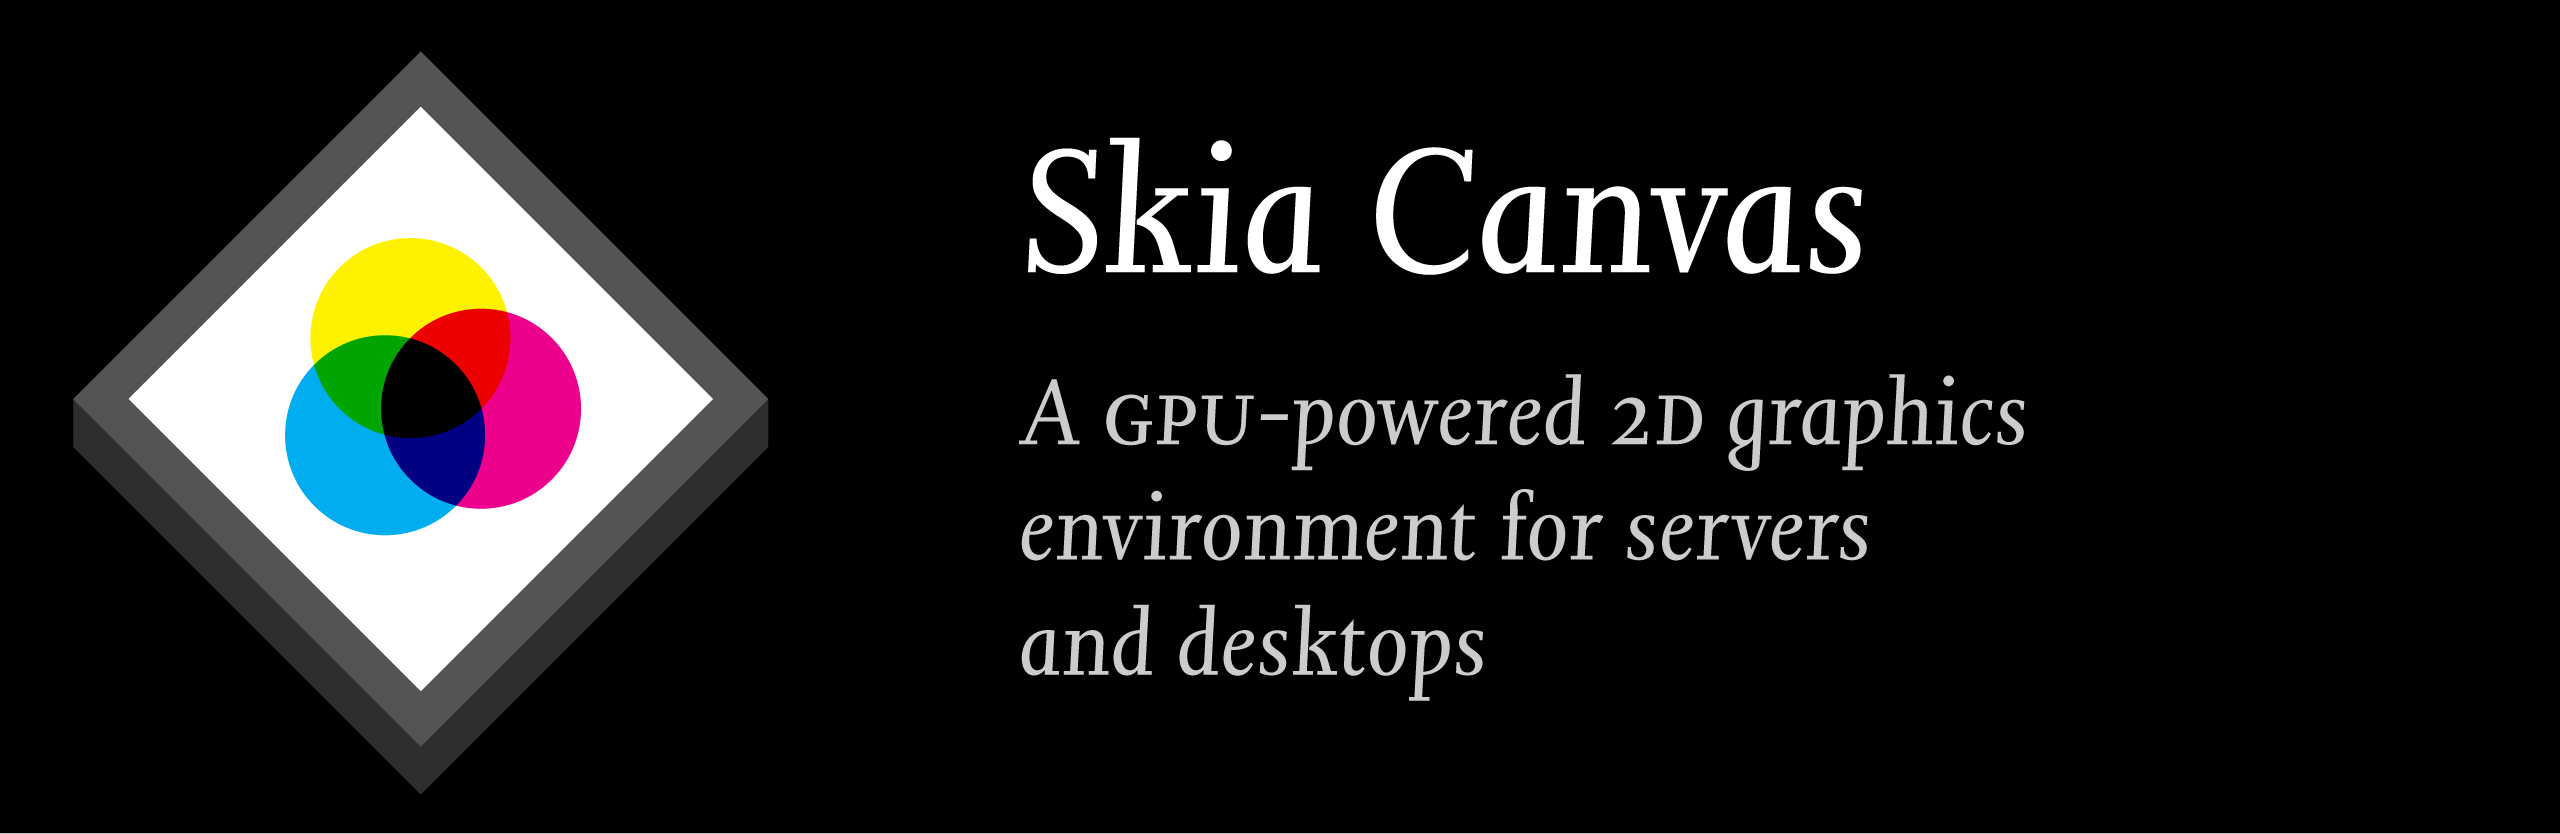 Skia Canvas
A GPU-powered 2D graphics
environment for servers
and desktops